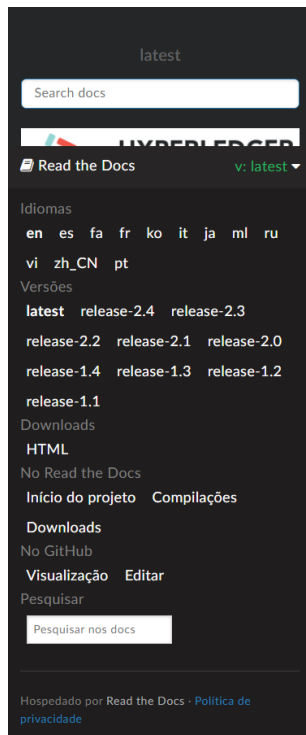 latest
Search docs
HYPERLEDGER
Read the Docs v: latest
Idiomas
en es fa fr ko it ja ml ru
vi zh_CN pt
Versões
latest release-2.4 release-2.3
release-2.2 release-2.1 release-2.0
release-1.4 release-1.3 release-1.2
release-1.1
Downloads
HTML
No Read the Docs
Início do projeto Compilações
Downloads
No GitHub
Visualização Editar
Pesquisar
Pesquisar nos docs
Hospedado por Read the Docs · Política de
privacidade